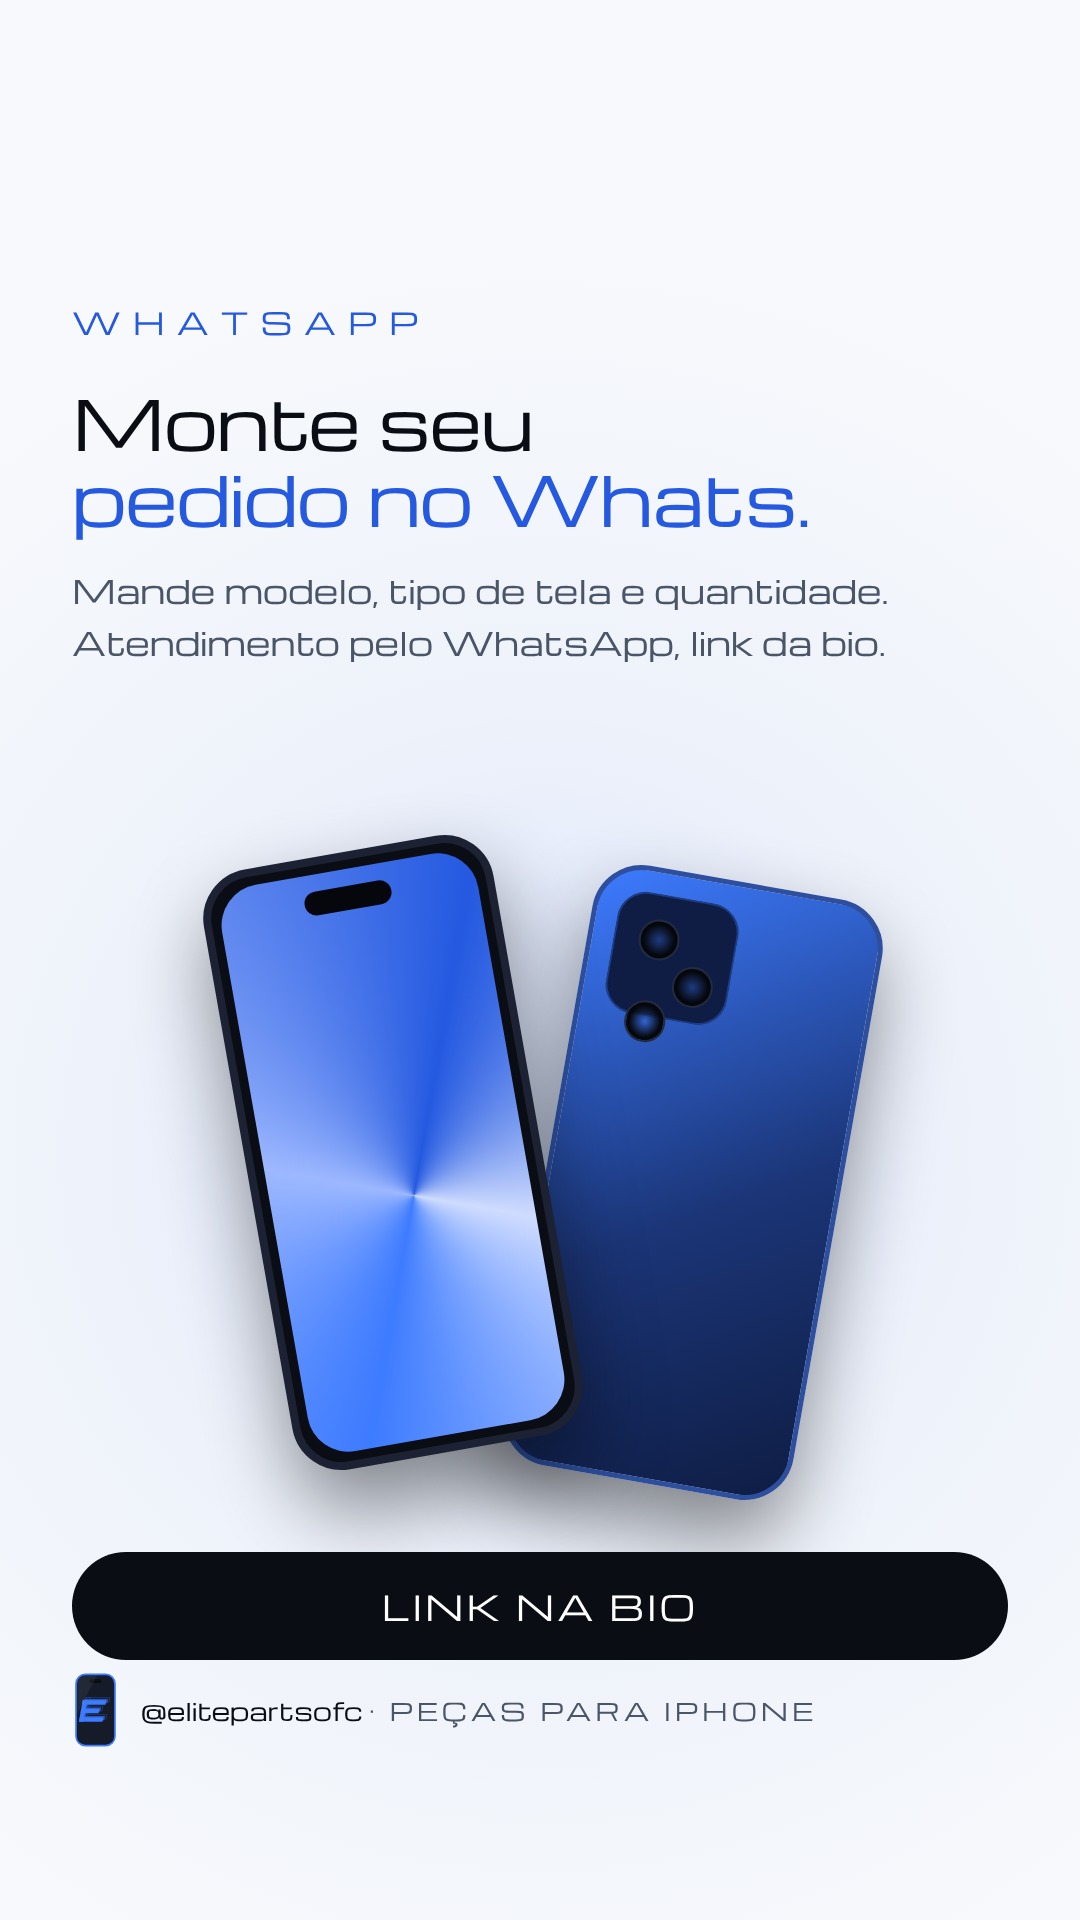 WHATSAPP
Monte seu
pedido no Whats.
Mande modelo, tipo de tela e quantidade.
Atendimento pelo WhatsApp, link da bio.
LINK NA BIO
E
@elitepartsofc · PEÇAS PARA IPHONE